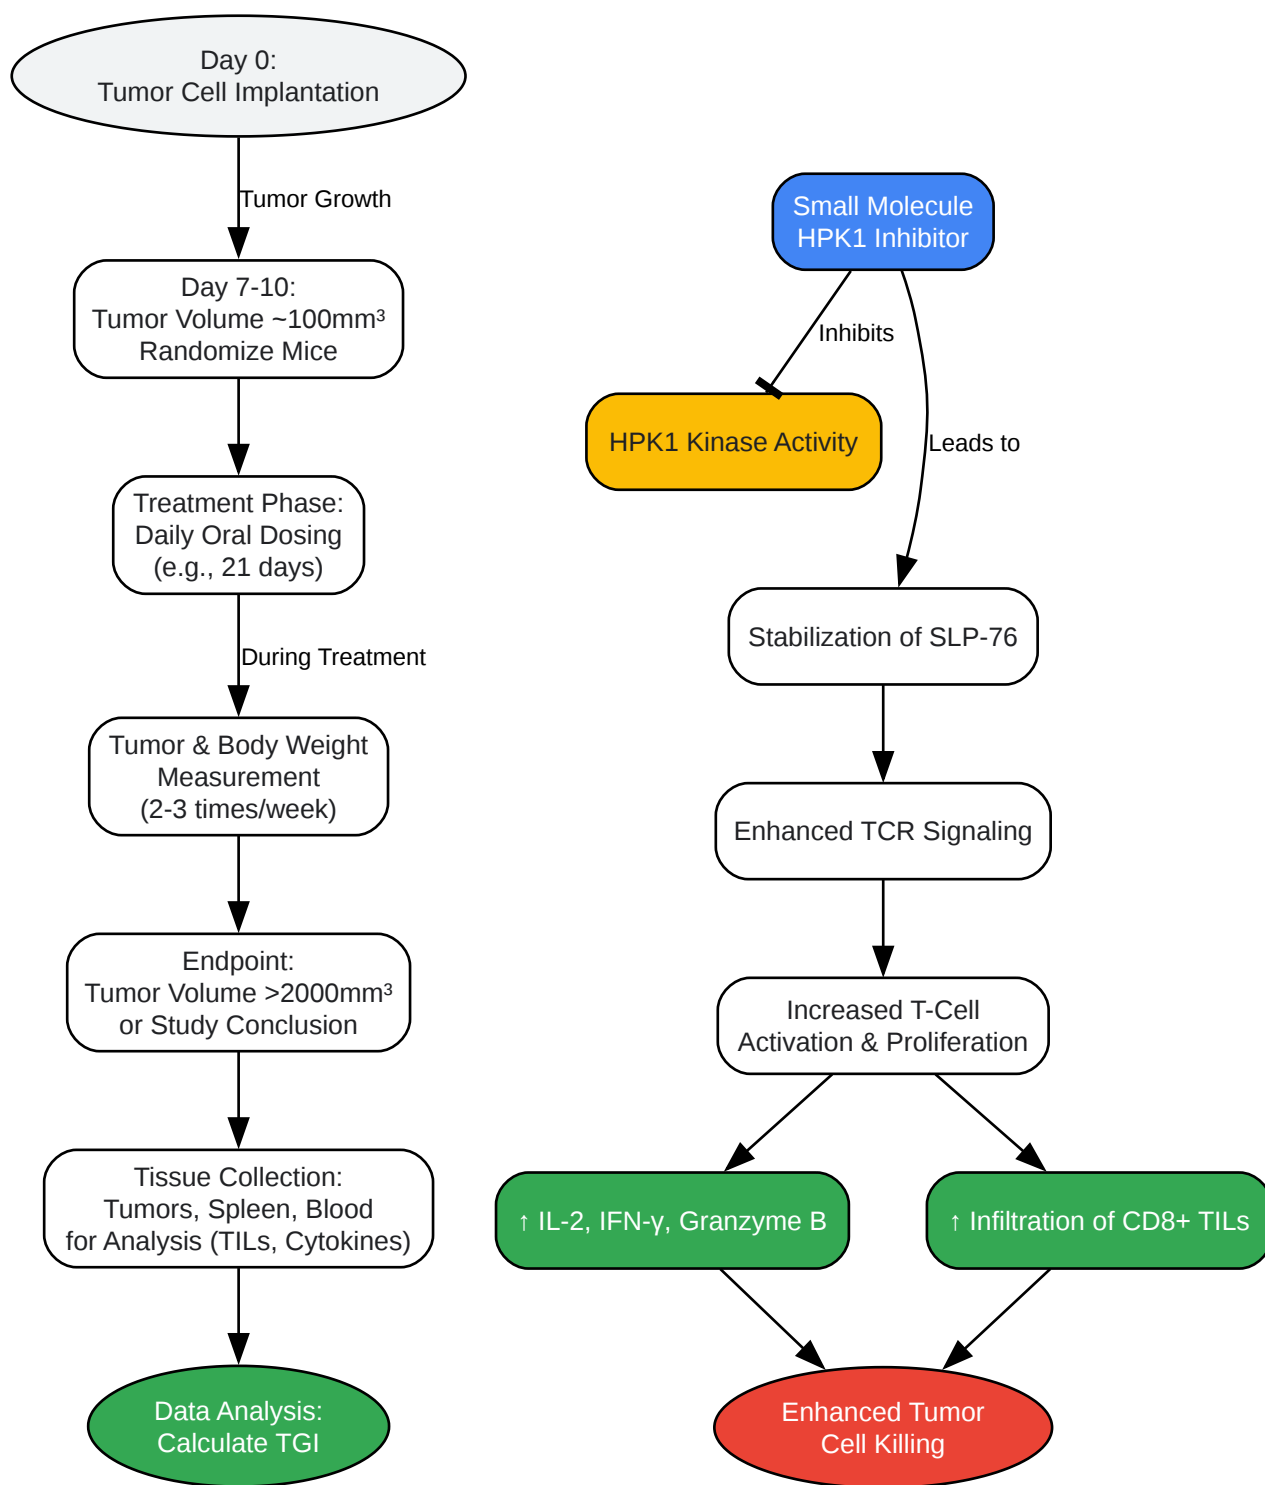 Day 0:
Tumor Cell Implantation
Tumor Growth
Day 7-10:
Tumor Volume ~100mm³
Randomize Mice
Treatment Phase:
Daily Oral Dosing
(e.g., 21 days)
During Treatment
Tumor & Body Weight
Measurement
(2-3 times/week)
Endpoint:
Tumor Volume >2000mm³
or Study Conclusion
Tissue Collection:
Tumors, Spleen, Blood
for Analysis (TILs, Cytokines)
Data Analysis:
Calculate TGI
Small Molecule
HPK1 Inhibitor
Inhibits
HPK1 Kinase Activity
Leads to
Stabilization of SLP-76
Enhanced TCR Signaling
Increased T-Cell
Activation & Proliferation
↑ IL-2, IFN-γ, Granzyme B
↑ Infiltration of CD8+ TILs
Enhanced Tumor
Cell Killing